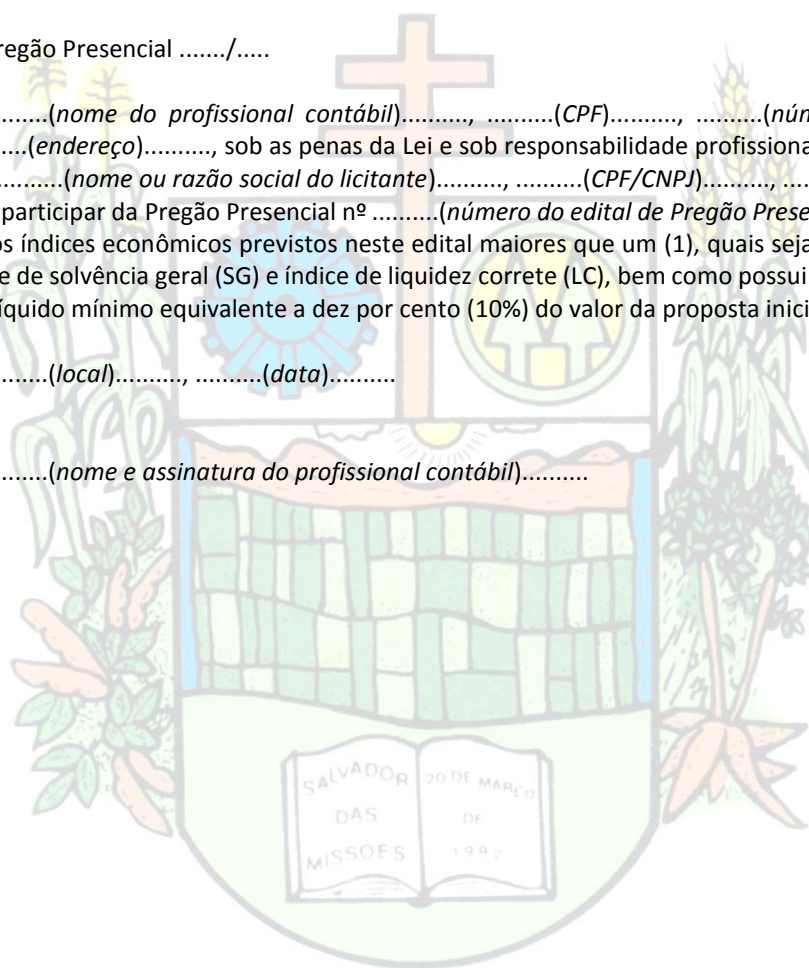 regão Presencial ......./.....
........(nome do profissional contábil).........., ..........(CPF).........., ..........(núm
....(endereço).........., sob as penas da Lei e sob responsabilidade profissiona
..........(nome ou razão social do licitante).........., ..........(CPF/CNPJ).........., ...
participar da Pregão Presencial nº ..........(número do edital de Pregão Prese
os índices econômicos previstos neste edital maiores que um (1), quais seja
e de solvência geral (SG) e índice de liquidez correte (LC), bem como possui
íquido mínimo equivalente a dez por cento (10%) do valor da proposta inici
........(local).........., ..........(data)..........
........(nome e assinatura do profissional contábil)..........
SALVADOR
DAS
MISSÕES
20 DE MARÇO
DE
1992